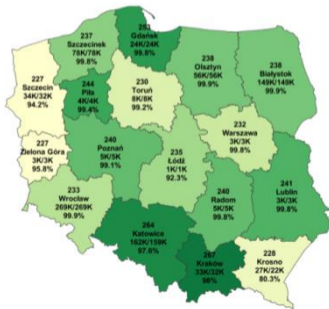 253
Gdańsk
24K/24K
99.8%
237
Szczecinek
78K/78K
99.8%
238
Olsztyn
56K/56K
99.9%
238
Białystok
149K/149K
99.9%
227
Szczecin
34K/32K
94.2%
244
Piła
4K/4K
99.4%
230
Toruń
8K/8K
99.2%
232
Warszawa
3K/3K
99.8%
227
Zielona Góra
3K/3K
95.8%
240
Poznań
5K/5K
99.1%
235
Łódź
1K/1K
92.3%
233
Wrocław
269K/269K
99.9%
240
Radom
5K/5K
99.8%
241
Lublin
3K/3K
99.8%
264
Katowice
162K/159K
97.6%
287
Kraków
33K/32K
96%
228
Krosno
27K/22K
80.3%